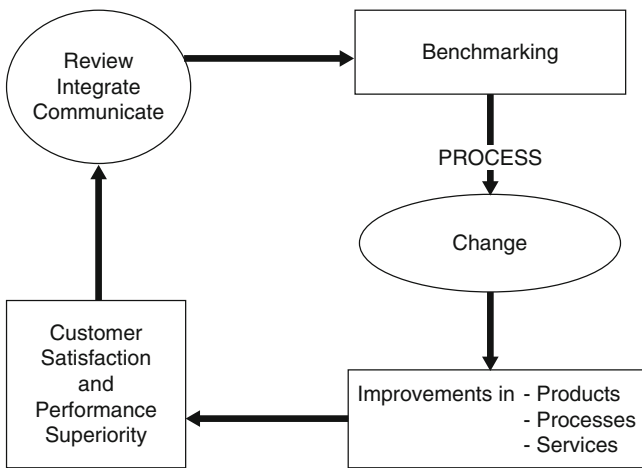 Review
Integrate
Communicate
Benchmarking
PROCESS
Change
Improvements in - Products
- Processes
- Services
Customer
Satisfaction
and
Performance
Superiority